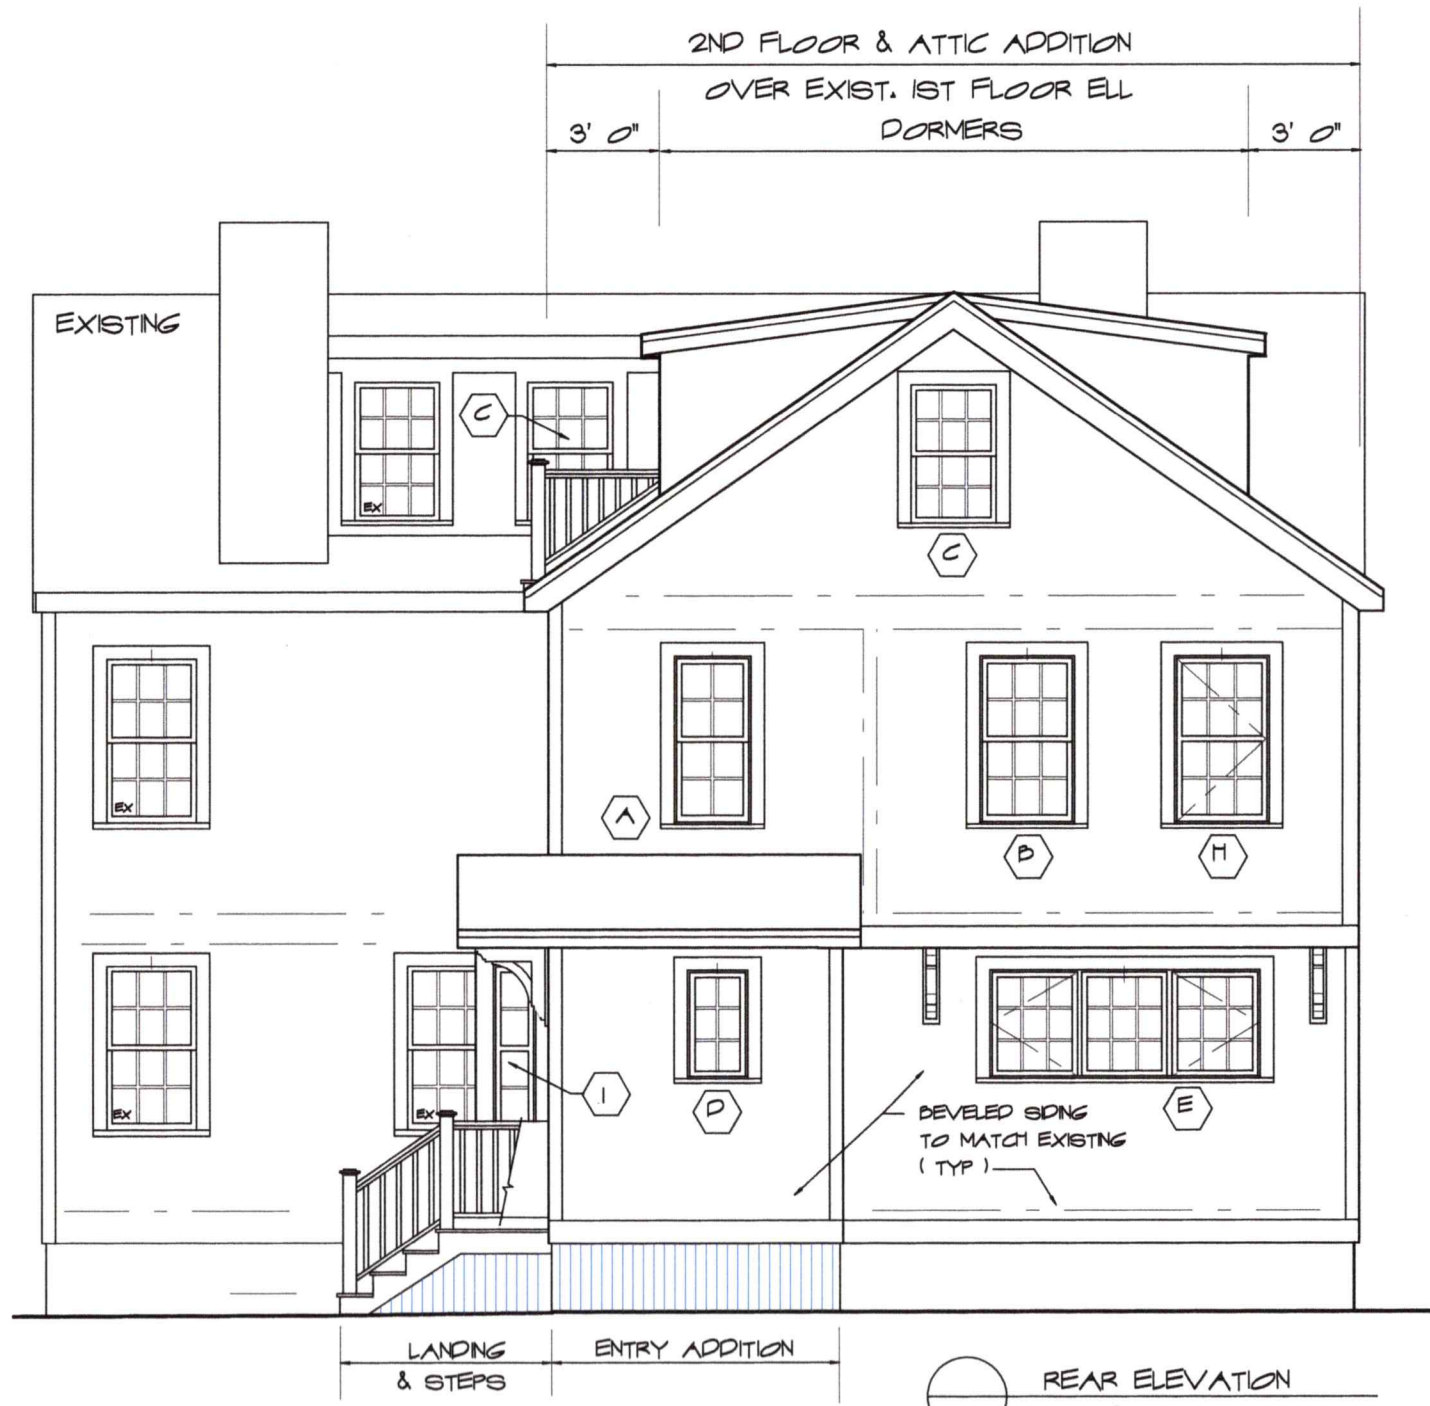 2ND FLOOR & ATTIC ADDITION
OVER EXIST. 1ST FLOOR ELL
3' 0"
DORMERS
3' 0"
EXISTING
C
EX
C
A
B
H
EX
I
D
E
EX
EX
BEVELED SIDING
TO MATCH EXISTING
( TYP )
LANDING
& STEPS
ENTRY ADDITION
REAR ELEVATION